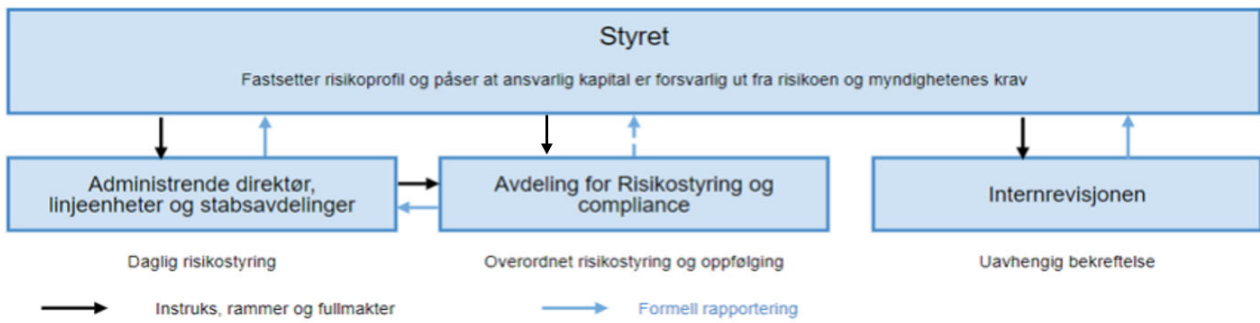 Styret
Fastsetter risikoprofil og påser at ansvarlig kapital er forsvarlig ut fra risikoen og myndighetenes krav
Administrende direktør,
linjeenheter og stabsavdelinger
Avdeling for Risikostyring og
compliance
Internrevisjonen
Daglig risikostyring
Overordnet risikostyring og oppfølging
Uavhengig bekreftelse
Instruks, rammer og fullmakter
Formell rapportering